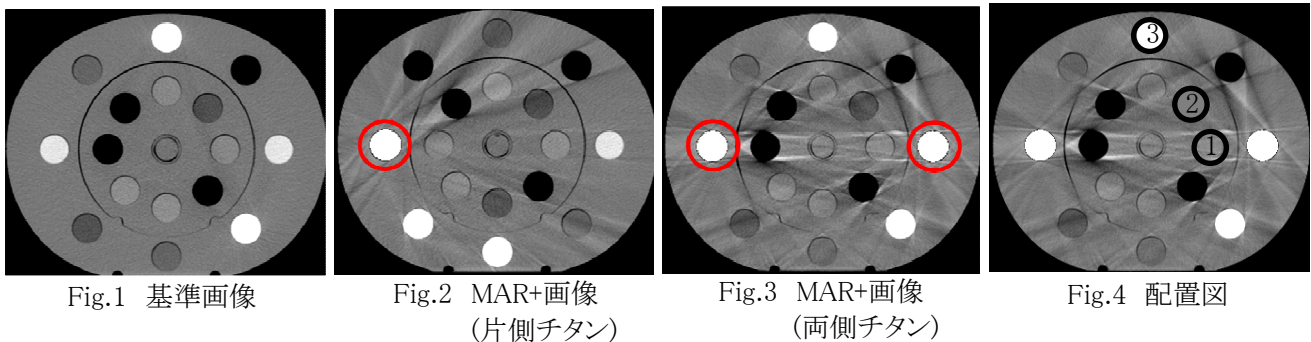 ③
②
①
Fig.1 基準画像
Fig.2 MAR+画像
(片側チタン)
Fig.3 MAR+画像
(両側チタン)
Fig.4 配置図